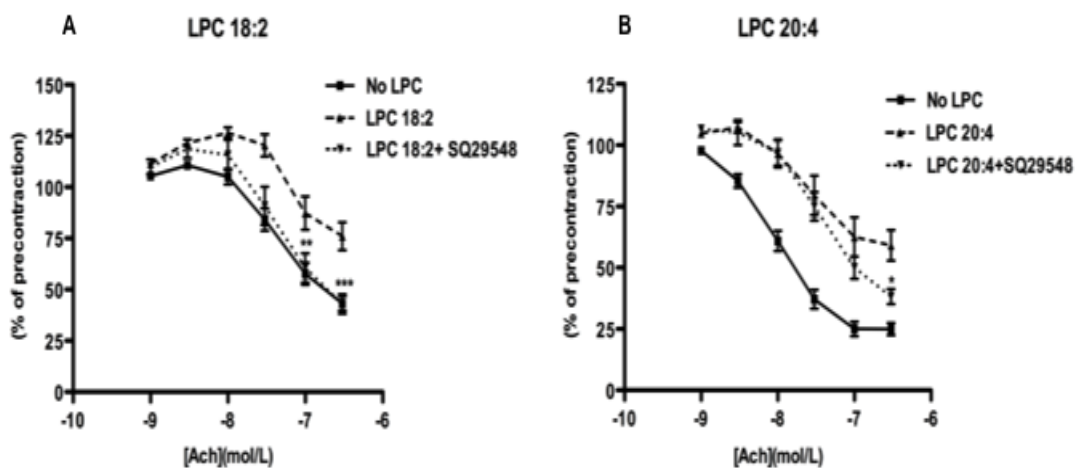 A
LPC 18:2
(% of precontraction)
150
125
100
75
50
25
0
No LPC
LPC 18:2
LPC 18:2+ SQ29548
**
***
-10
-9
-8
-7
-6
[Ach](mol/L)
B
LPC 20:4
(% of precontraction)
125
100
75
50
25
0
No LPC
LPC 20:4
LPC 20:4+SQ29548
*
-10
-9
-8
-7
-6
[Ach](mol/L)